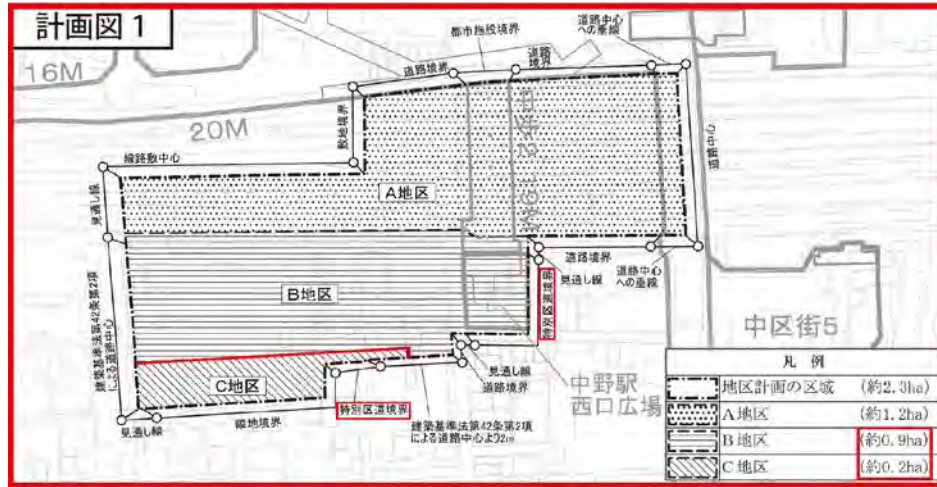 計画図1
都市施設境界
道路中心
への垂線
16M
道路境界
道路
境界
20M
敷地境界
線路敷中心
中歩2 19M
道路中心
A地区
見通し線
道路境界
見通し線
道路中心
への垂線
特別区道境界
B地区
建築基準法第42条第2項
による道路中心
中区街5
C地区
見通し線
道路境界
中野駅
西口広場
特別区道境界
見通し線
隣地境界
建築基準法第42条第2項
による道路中心より2m
凡例
地区計画の区域 (約2.3ha)
A地区 (約1.2ha)
B地区 (約0.9ha)
C地区 (約0.2ha)